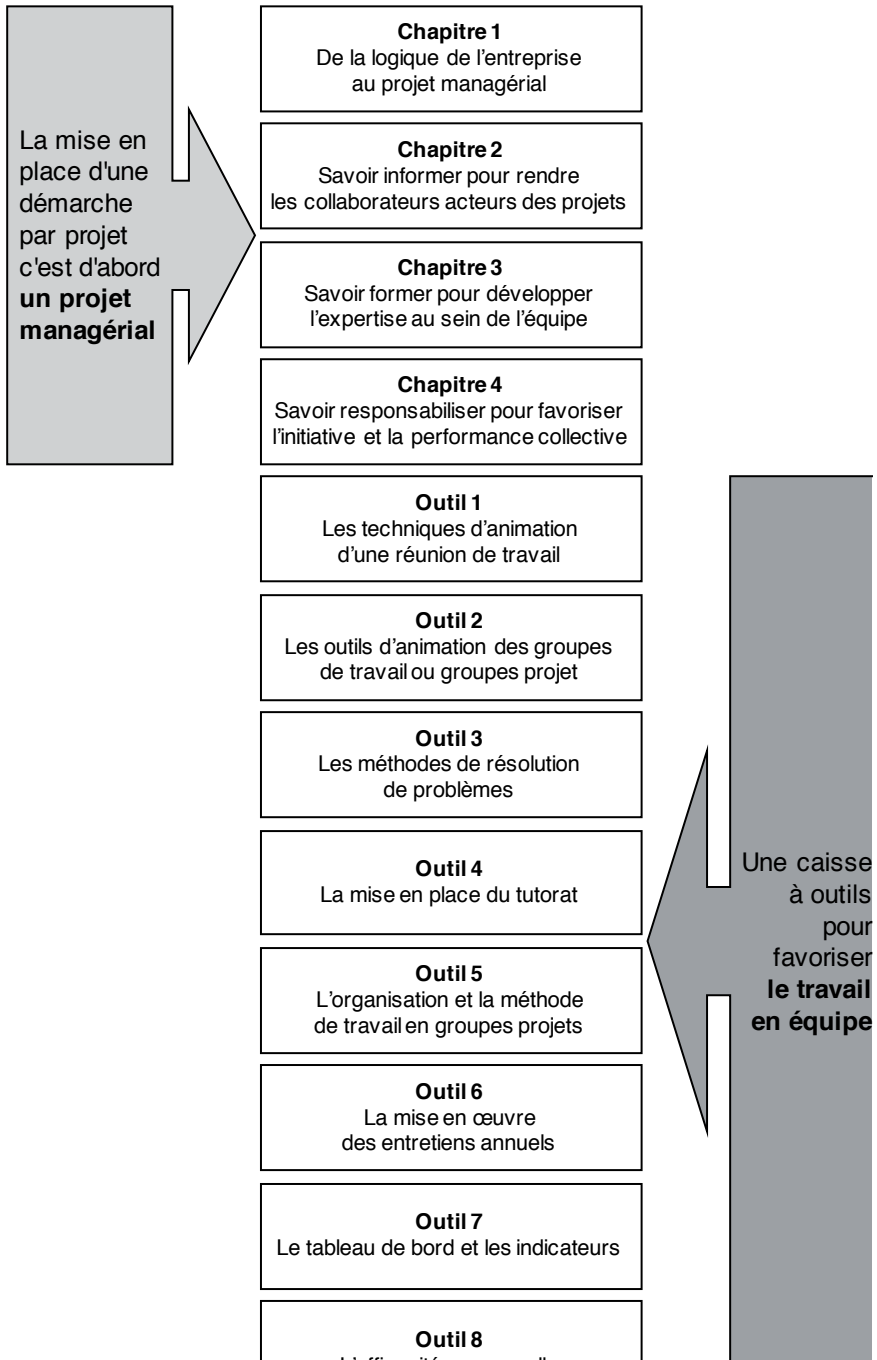 La mise en
place d'une
démarche
par projet
c'est d'abord
un projet
managérial
Chapitre 1
De la logique de l’entreprise
au projet managérial
Chapitre 2
Savoir informer pour rendre
les collaborateurs acteurs des projets
Chapitre 3
Savoir former pour développer
l’expertise au sein de l’équipe
Chapitre 4
Savoir responsabiliser pour favoriser
l’initiative et la performance collective
Outil 1
Les techniques d’animation
d’une réunion de travail
Outil 2
Les outils d’animation des groupes
de travail ou groupes projet
Outil 3
Les méthodes de résolution
de problèmes
Outil 4
La mise en place du tutorat
Outil 5
L’organisation et la méthode
de travail en groupes projets
Outil 6
La mise en œuvre
des entretiens annuels
Outil 7
Le tableau de bord et les indicateurs
Outil 8
Une caisse
à outils
pour
favoriser
le travail
en équipe